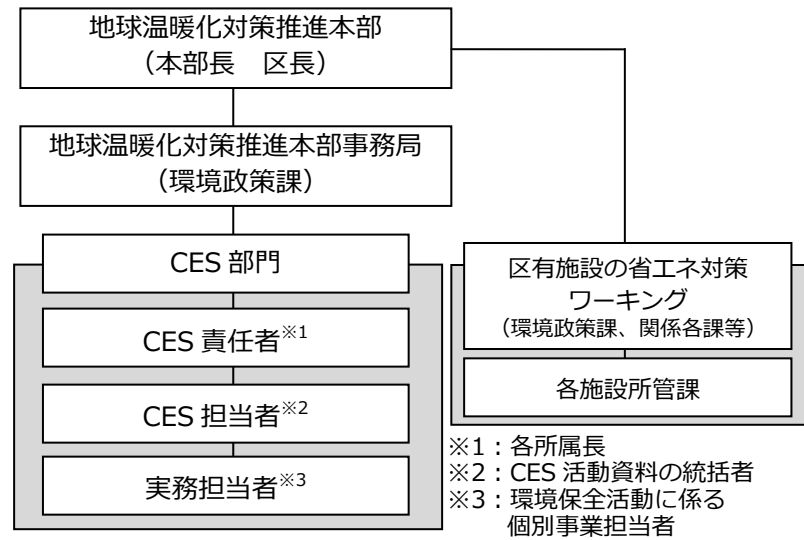 地球温暖化対策推進本部
（本部長　区長）
地球温暖化対策推進本部事務局
（環境政策課）
CES 部門
CES 責任者※1
CES 担当者※2
実務担当者※3
区有施設の省エネ対策
ワーキング
（環境政策課、関係各課等）
各施設所管課
※1：各所属長
※2：CES 活動資料の統括者
※3：環境保全活動に係る
個別事業担当者